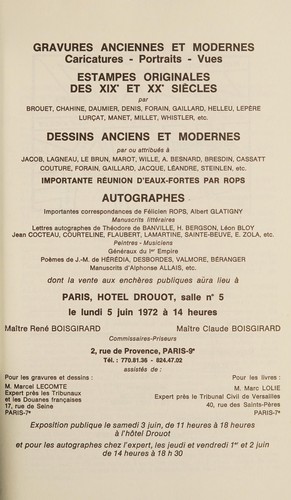 GRAVURES ANCIENNES ET MODERNES
Caricatures - Portraits - Vues
ESTAMPES ORIGINALES
DES XIXe ET XXe SIÈCLES
par
BROUET, CHAHINE, DAUMIER, DENIS, FORAIN, GAILLARD, HELLEU, LEPÈRE
LURÇAT, MANET, MILLET, WHISTLER, etc.
DESSINS ANCIENS ET MODERNES
par ou attribués à
JACOB, LAGNEAU, LE BRUN, MAROT, WILLE, A. BESNARD, BRESDIN, CASSATT
COUTURE, FORAIN, GAILLARD, JACQUE, LÉANDRE, STEINLEN, etc.
IMPORTANTE RÉUNION D'EAUX-FORTES PAR ROPS
AUTOGRAPHES
Importantes correspondances de Félicien ROPS, Albert GLATIGNY
Manuscrits littéraires
Lettres autographes de Théodore de BANVILLE, H. BERGSON, Léon BLOY
Jean COCTEAU, COURTELINE, FLAUBERT, LAMARTINE, SAINTE-BEUVE, E. ZOLA, etc.
Peintres - Musiciens
Généraux du Ier Empire
Poèmes de J.-M. de HÉRÉDIA, DESBORDES, VALMORE, BÉRANGER
Manuscrits d'Alphonse ALLAIS, etc.
dont la vente aux enchères publiques aura lieu à
PARIS, HOTEL DROUOT, salle n° 5
le lundi 5 juin 1972 à 14 heures
Maître René BOISGIRARD Maître Claude BOISGIRARD
Commissaires-Priseurs
2, rue de Provence, PARIS-9e
Tél. : 770.81.36 - 824.47.02
assistés de :
Pour les gravures et dessins :
M. Marcel LECOMTE
Expert près les Tribunaux
et les Douanes françaises
17, rue de Seine
PARIS-7e
Pour les livres :
M. Marc LOLIE
Expert près le Tribunal Civil de Versailles
40, rue des Saints-Pères
PARIS-7e
Exposition publique le samedi 3 juin, de 11 heures à 18 heures
à l'hôtel Drouot
et pour les autographes chez l'expert, les jeudi et vendredi 1er et 2 juin
de 14 heures à 18 h 30